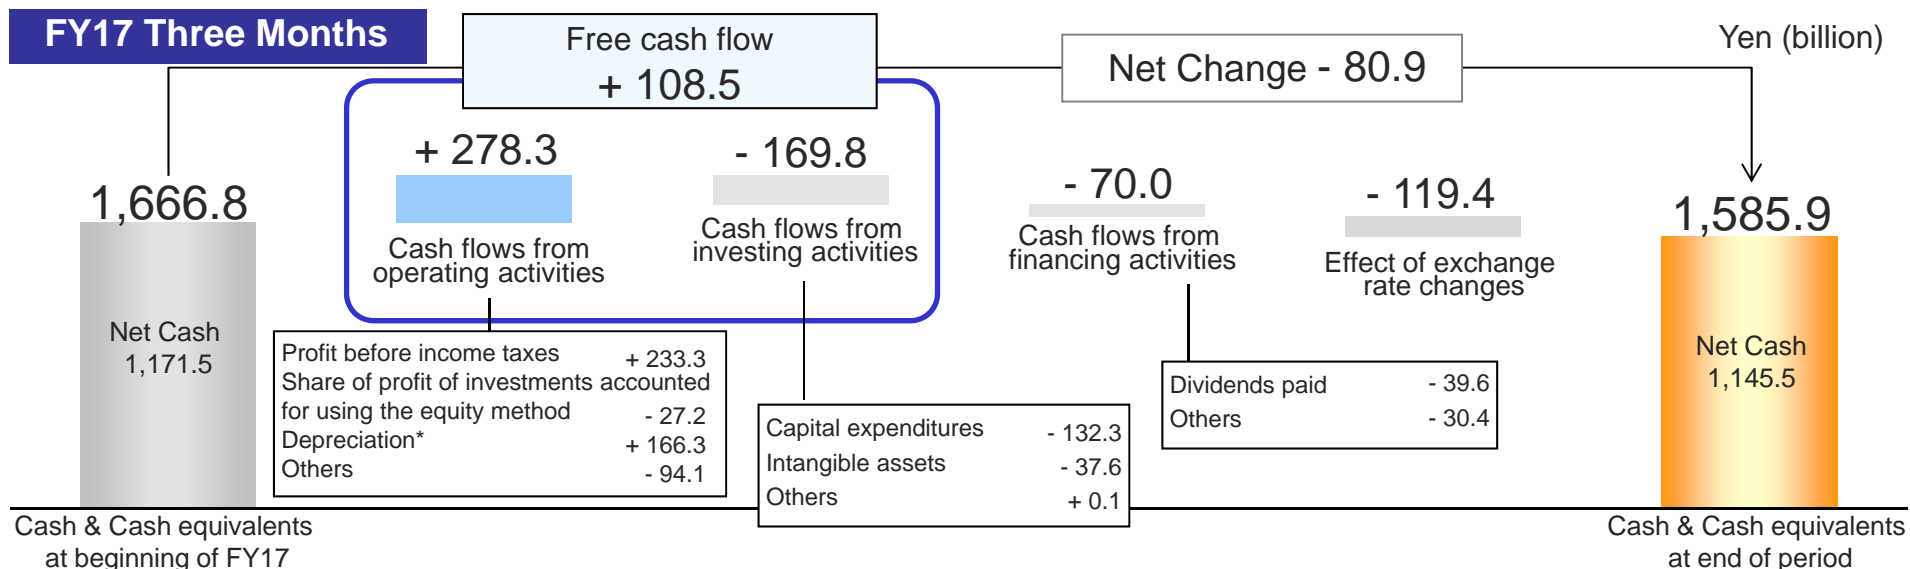 FY17 Three Months
Free cash flow
+ 108.5
Net Change - 80.9
Yen (billion)
1,666.8
Net Cash
1,171.5
Cash & Cash equivalents
at beginning of FY17
+ 278.3
Cash flows from
operating activities
- 169.8
Cash flows from
investing activities
- 70.0
Cash flows from
financing activities
- 119.4
Effect of exchange
rate changes
1,585.9
Net Cash
1,145.5
Cash & Cash equivalents
at end of period
Profit before income taxes + 233.3
Share of profit of investments accounted
for using the equity method - 27.2
Depreciation* + 166.3
Others - 94.1
Capital expenditures - 132.3
Intangible assets - 37.6
Others + 0.1
Dividends paid - 39.6
Others - 30.4